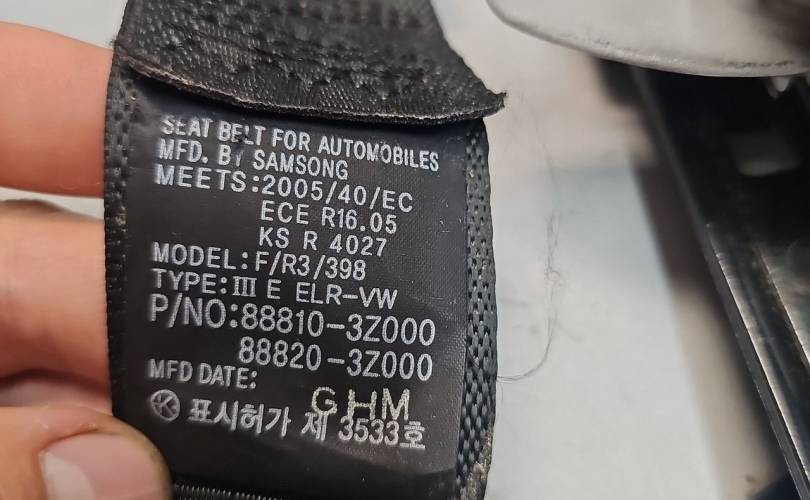 SEAT BELT FOR AUTOMOBILES
MFD. BY SAMSONG
MEETS:2005/40/EC
ECE R16.05
KS R 4027
MODEL:F/R3/398
TYPE:Ⅲ E ELR-VW
P/NO:88810-3Z000
88820-3Z000
MFD DATE:
GHM
Ⓚ 표시허가 제 3533호